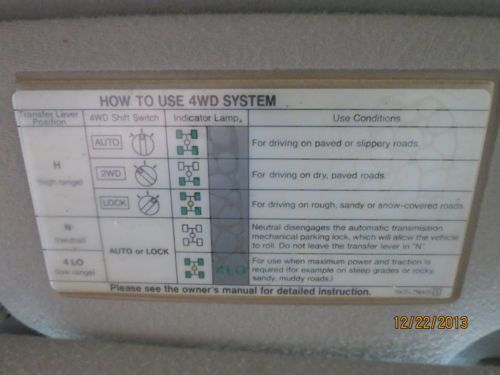 HOW TO USE 4WD SYSTEM
Transfer Lever Position 4WD Shift Switch Indicator Lamp Use Conditions
H
(high range)
AUTO
For driving on paved or slippery roads.
2WD
For driving on dry, paved roads.
LOCK
For driving on rough, sandy or snow-covered roads.
N
(neutral)
AUTO or LOCK
Neutral disengages the automatic transmission
mechanical parking lock, which will allow the vehicle
to roll. Do not leave the transfer lever in "N".
4 LO
(low range)
4LO
For use when maximum power and traction is
required (for example on steep grades or rocky,
sandy, muddy roads.)
Please see the owner's manual for detailed instruction.
12/22/2013